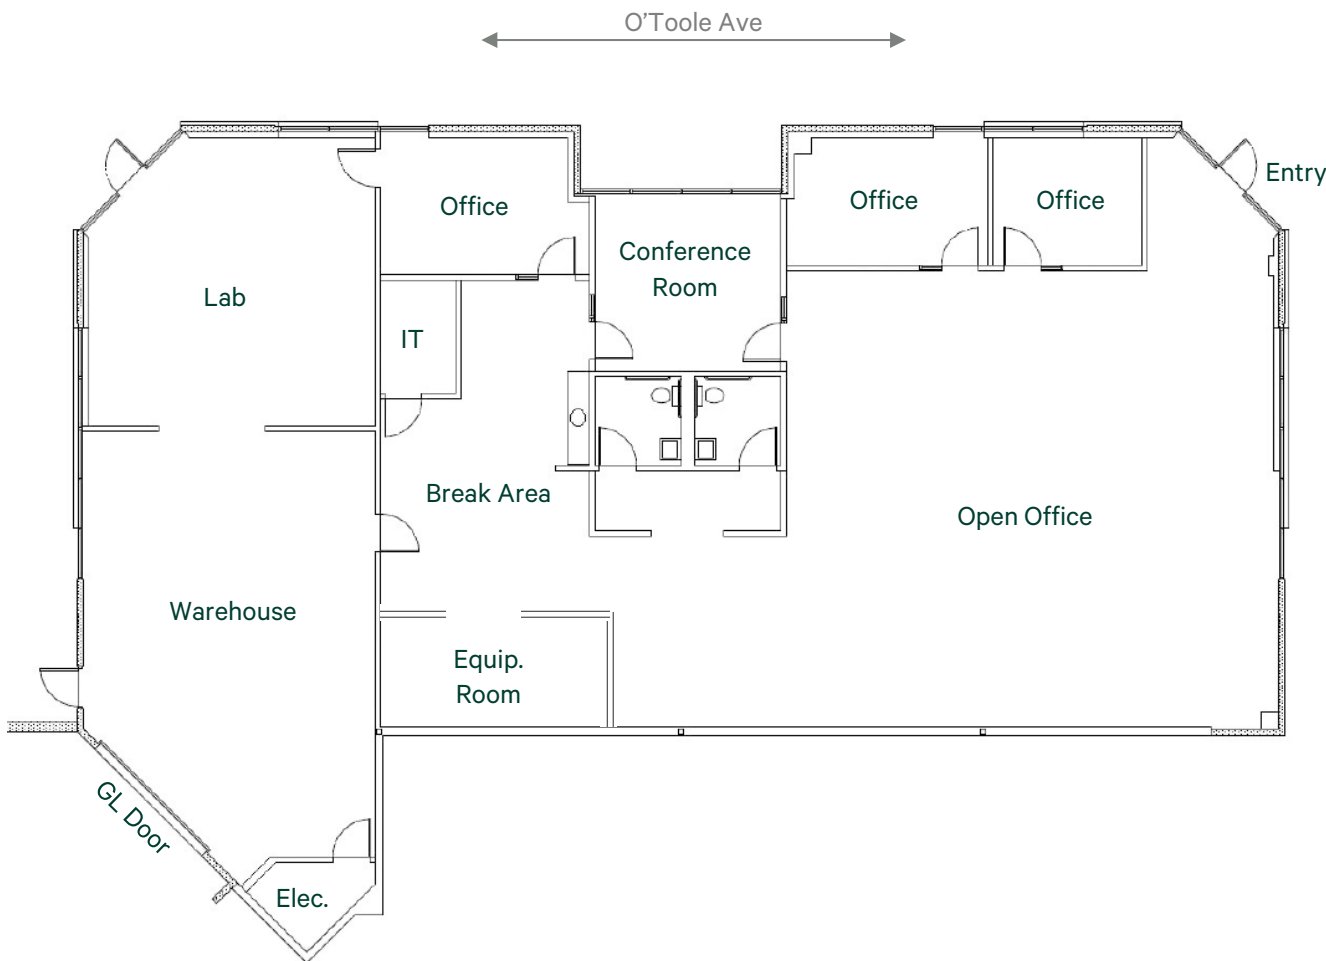 O'Toole Ave
Entry
Office
Office
Office
Conference
Room
Lab
IT
Break Area
Open Office
Warehouse
Equip.
Room
GL Door
Elec.